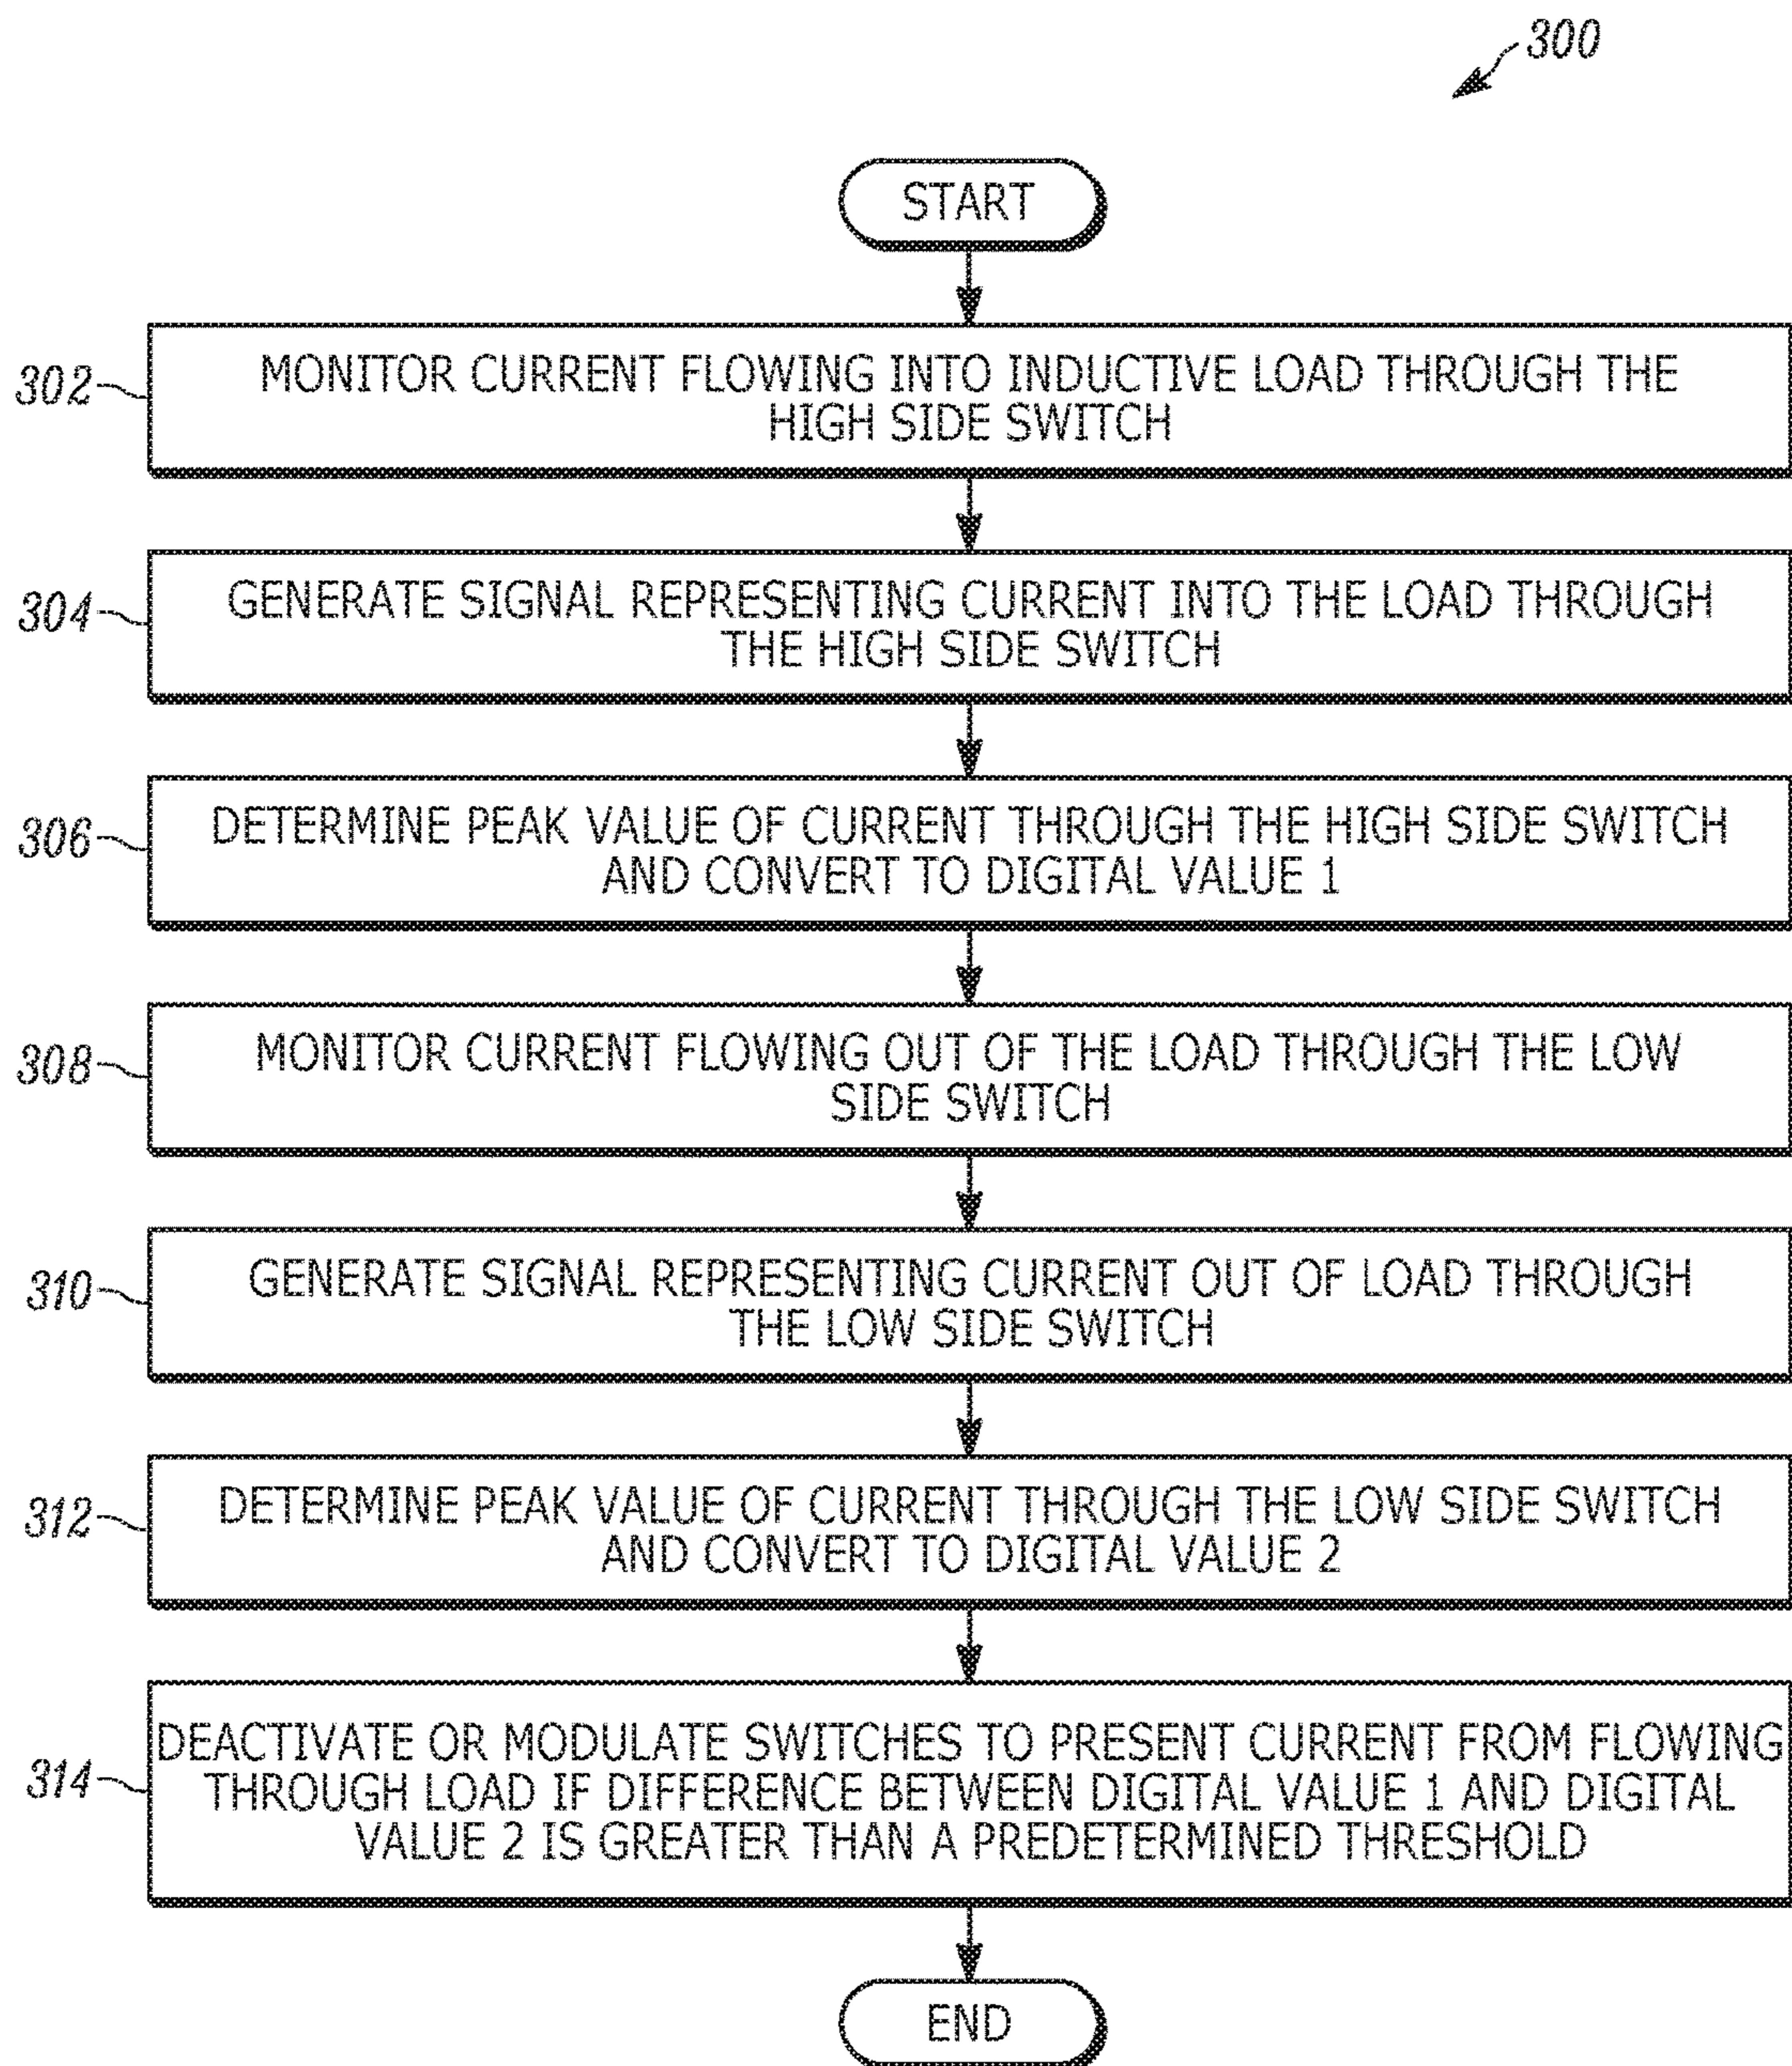 300
START
302
MONITOR CURRENT FLOWING INTO INDUCTIVE LOAD THROUGH THE
HIGH SIDE SWITCH
304
GENERATE SIGNAL REPRESENTING CURRENT INTO THE LOAD THROUGH
THE HIGH SIDE SWITCH
306
DETERMINE PEAK VALUE OF CURRENT THROUGH THE HIGH SIDE SWITCH
AND CONVERT TO DIGITAL VALUE 1
308
MONITOR CURRENT FLOWING OUT OF THE LOAD THROUGH THE LOW
SIDE SWITCH
310
GENERATE SIGNAL REPRESENTING CURRENT OUT OF LOAD THROUGH
THE LOW SIDE SWITCH
312
DETERMINE PEAK VALUE OF CURRENT THROUGH THE LOW SIDE SWITCH
AND CONVERT TO DIGITAL VALUE 2
314
DEACTIVATE OR MODULATE SWITCHES TO PRESENT CURRENT FROM FLOWING
THROUGH LOAD IF DIFFERENCE BETWEEN DIGITAL VALUE 1 AND DIGITAL
VALUE 2 IS GREATER THAN A PREDETERMINED THRESHOLD
END